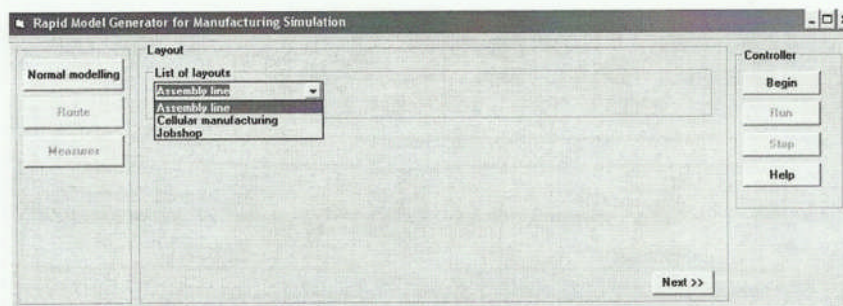 Rapid Model Generator for Manufacturing Simulation
Normal modelling
Route
Measures
Layout
List of layouts
Assembly line
Assembly line
Cellular manufacturing
Jobshop
Next >>
Controller
Begin
Run
Stop
Help